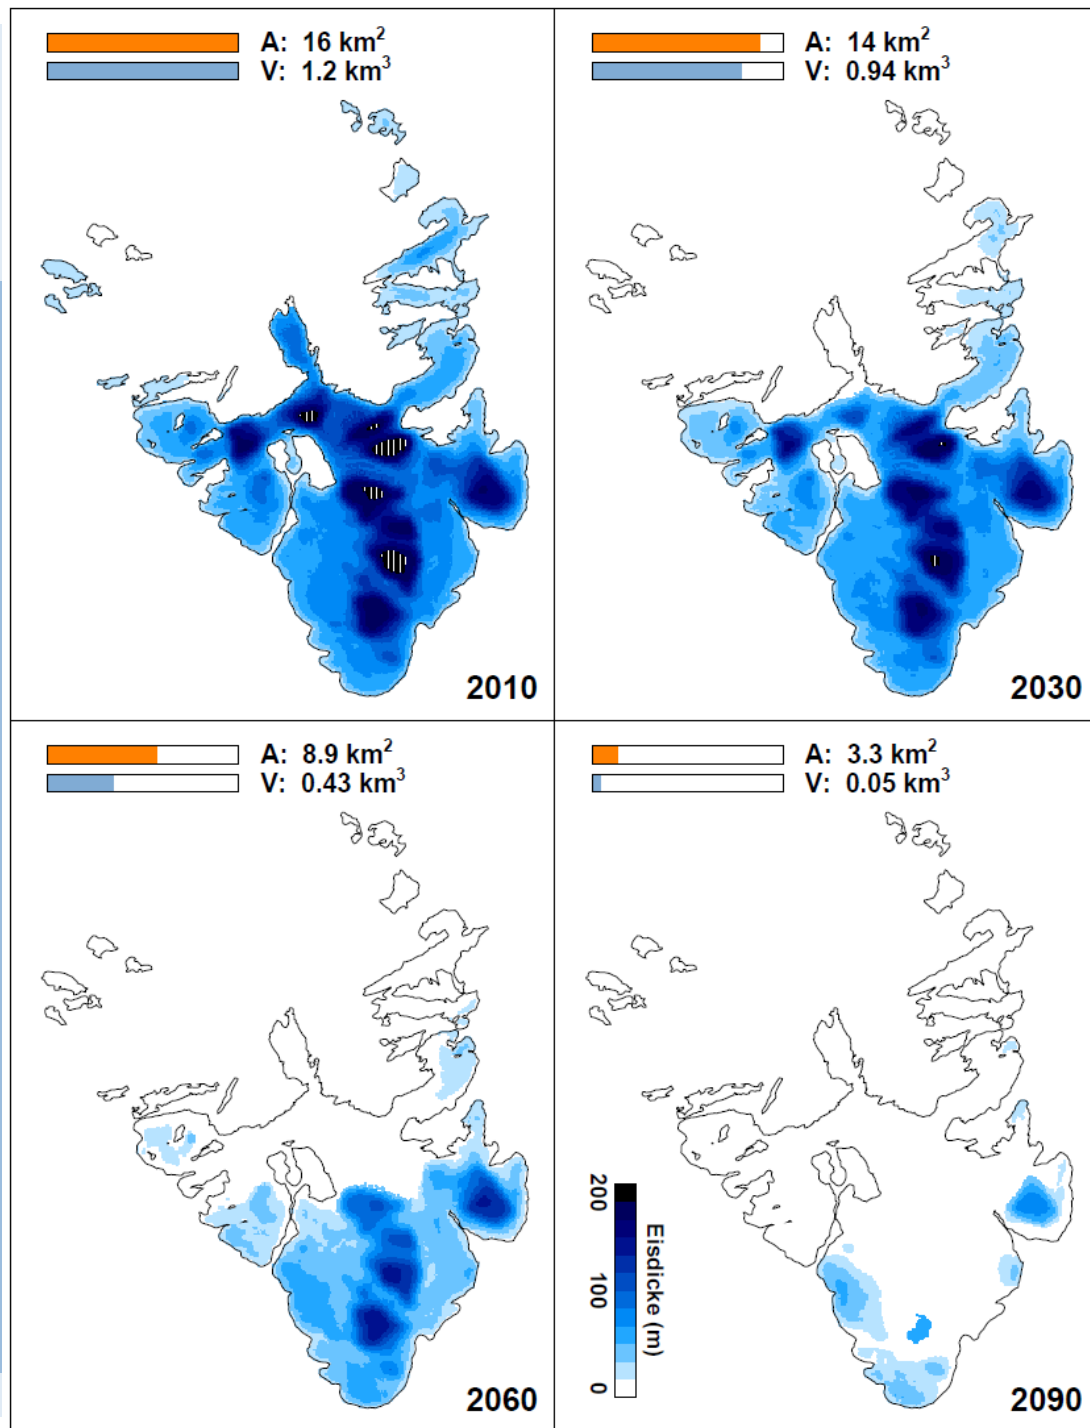 A: 16 km²
V: 1.2 km³
2010
A: 14 km²
V: 0.94 km³
2030
A: 8.9 km²
V: 0.43 km³
2060
A: 3.3 km²
V: 0.05 km³
200
100
0
Eisdicke (m)
2090